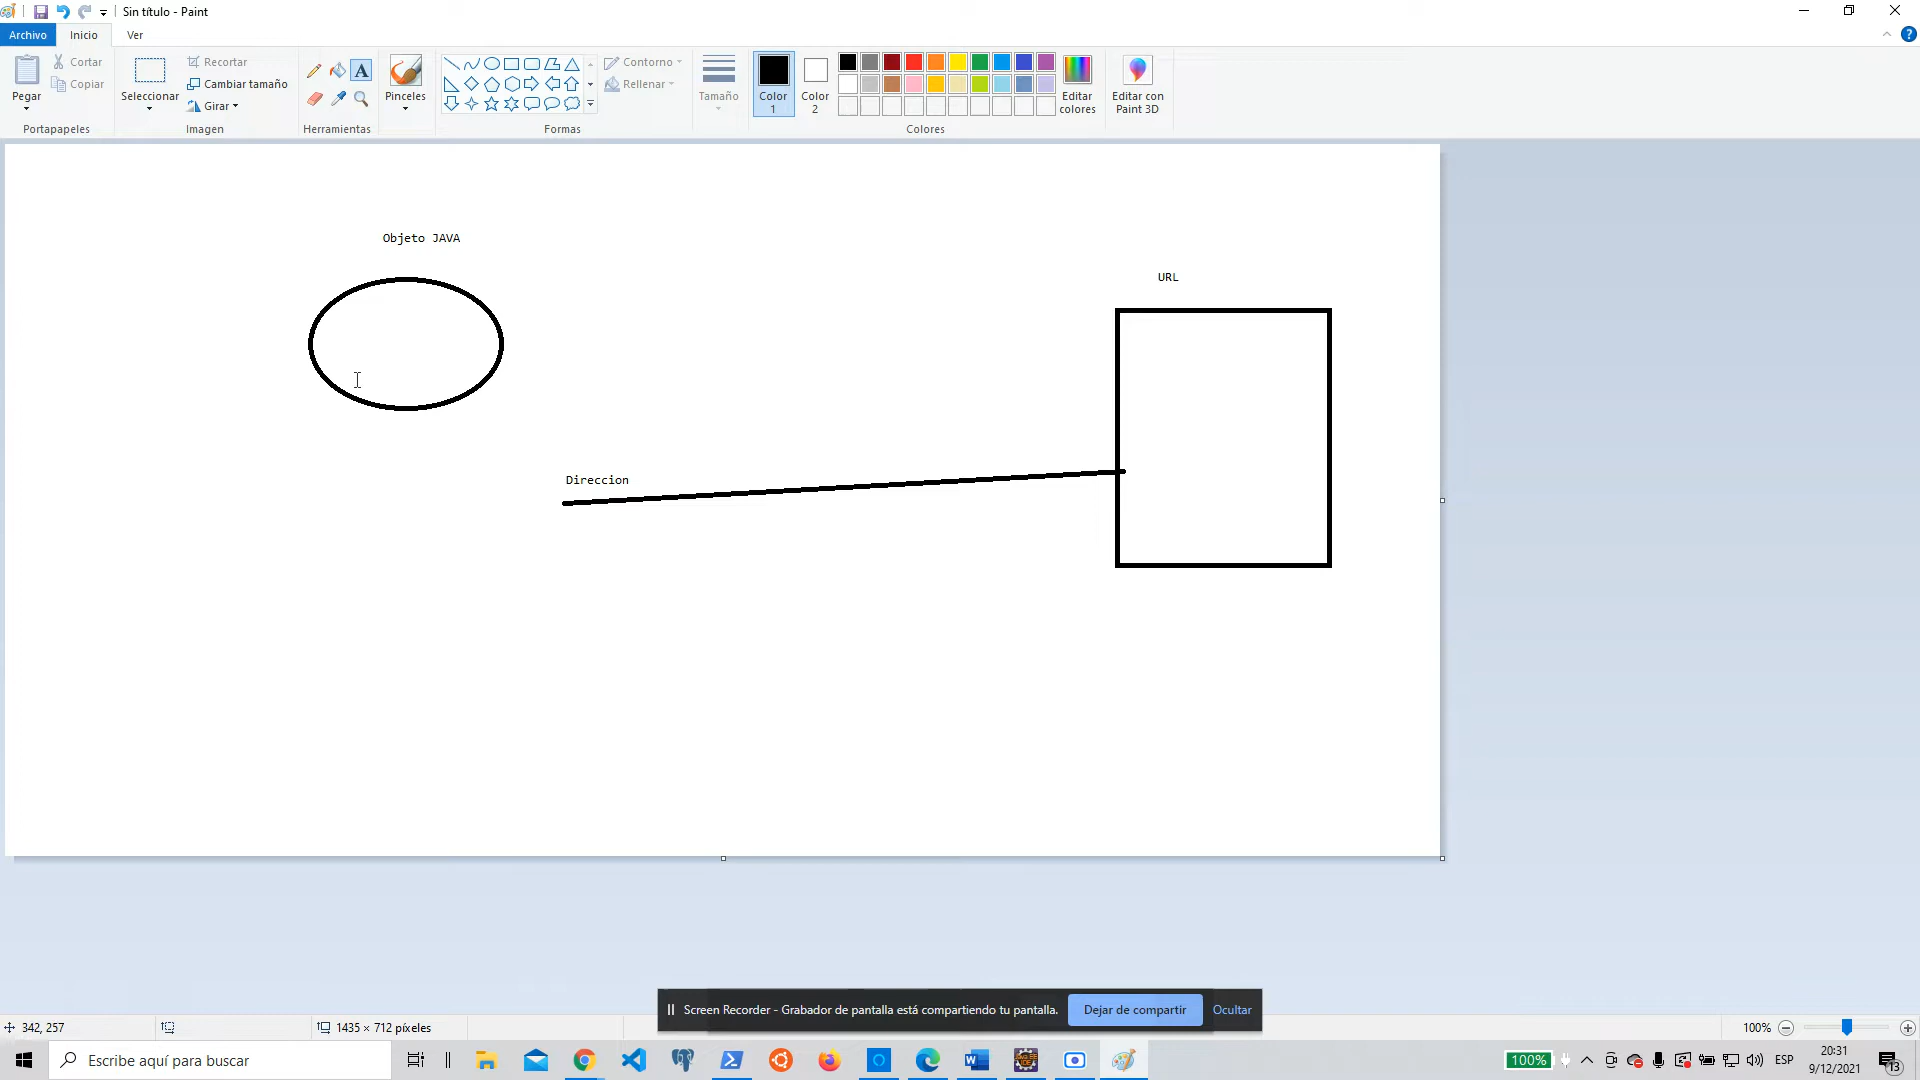 Sin título - Paint
Archivo
Inicio
Ver
Pegar
Cortar
Copiar
Portapapeles
Seleccionar
Recortar
Cambiar tamaño
Girar
Imagen
A
Herramientas
Pinceles
Contorno
Rellenar
Formas
Tamaño
Color 1
Color 2
Editar colores
Colores
Editar con Paint 3D
Objeto JAVA
URL
Direccion
Screen Recorder - Grabador de pantalla está compartiendo tu pantalla.
Dejar de compartir
Ocultar
342, 257
1435 × 712 píxeles
100%
Escribe aquí para buscar
100%
ESP
20:31
9/12/2021
13